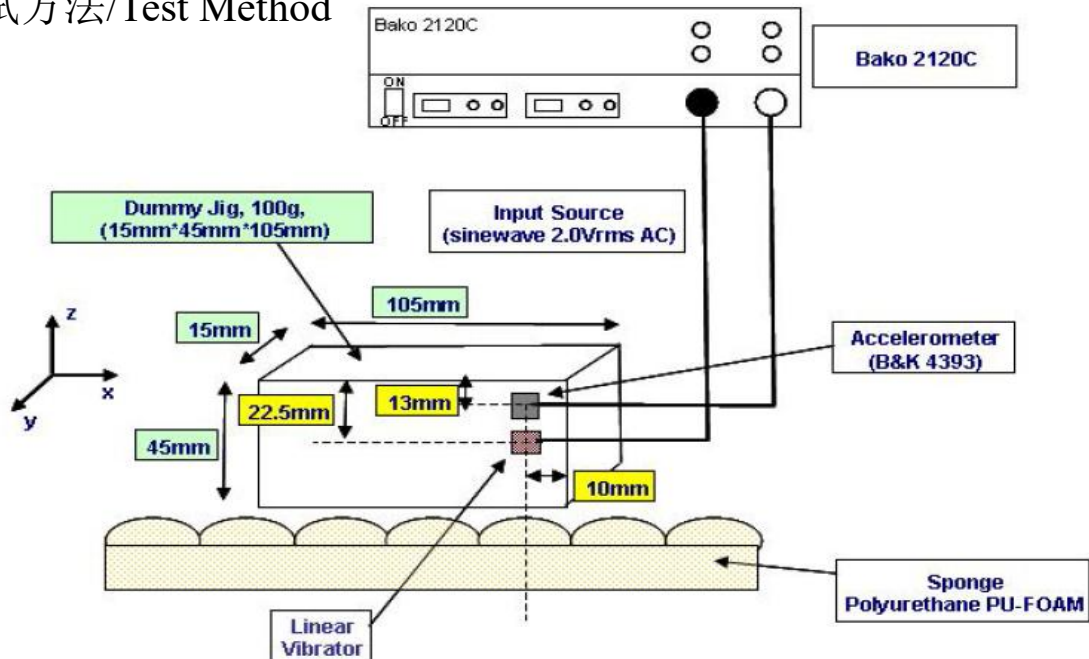 试方法/Test Method
Bako 2120C
Bako 2120C
ON
OFF
Dummy Jig, 100g,
(15mm*45mm*105mm)
Input Source
(sinewave 2.0Vrms AC)
105mm
15mm
z
x
y
Accelerometer
(B&K 4393)
13mm
22.5mm
45mm
10mm
Sponge
Polyurethane PU-FOAM
Linear
Vibrator